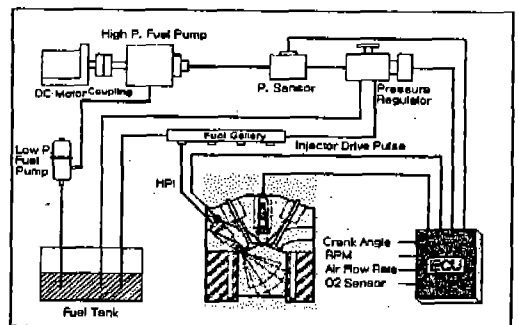 High P. Fuel Pump
DC-Motor Coupling
P. Sensor
Pressure
Regulator
Fuel Gallery
Injector Drive Pulse
Low P.
Fuel
Pump
HPI
Crank Angle
RPM
Air Flow Rate
O2 Sensor
ECU
Fuel Tank